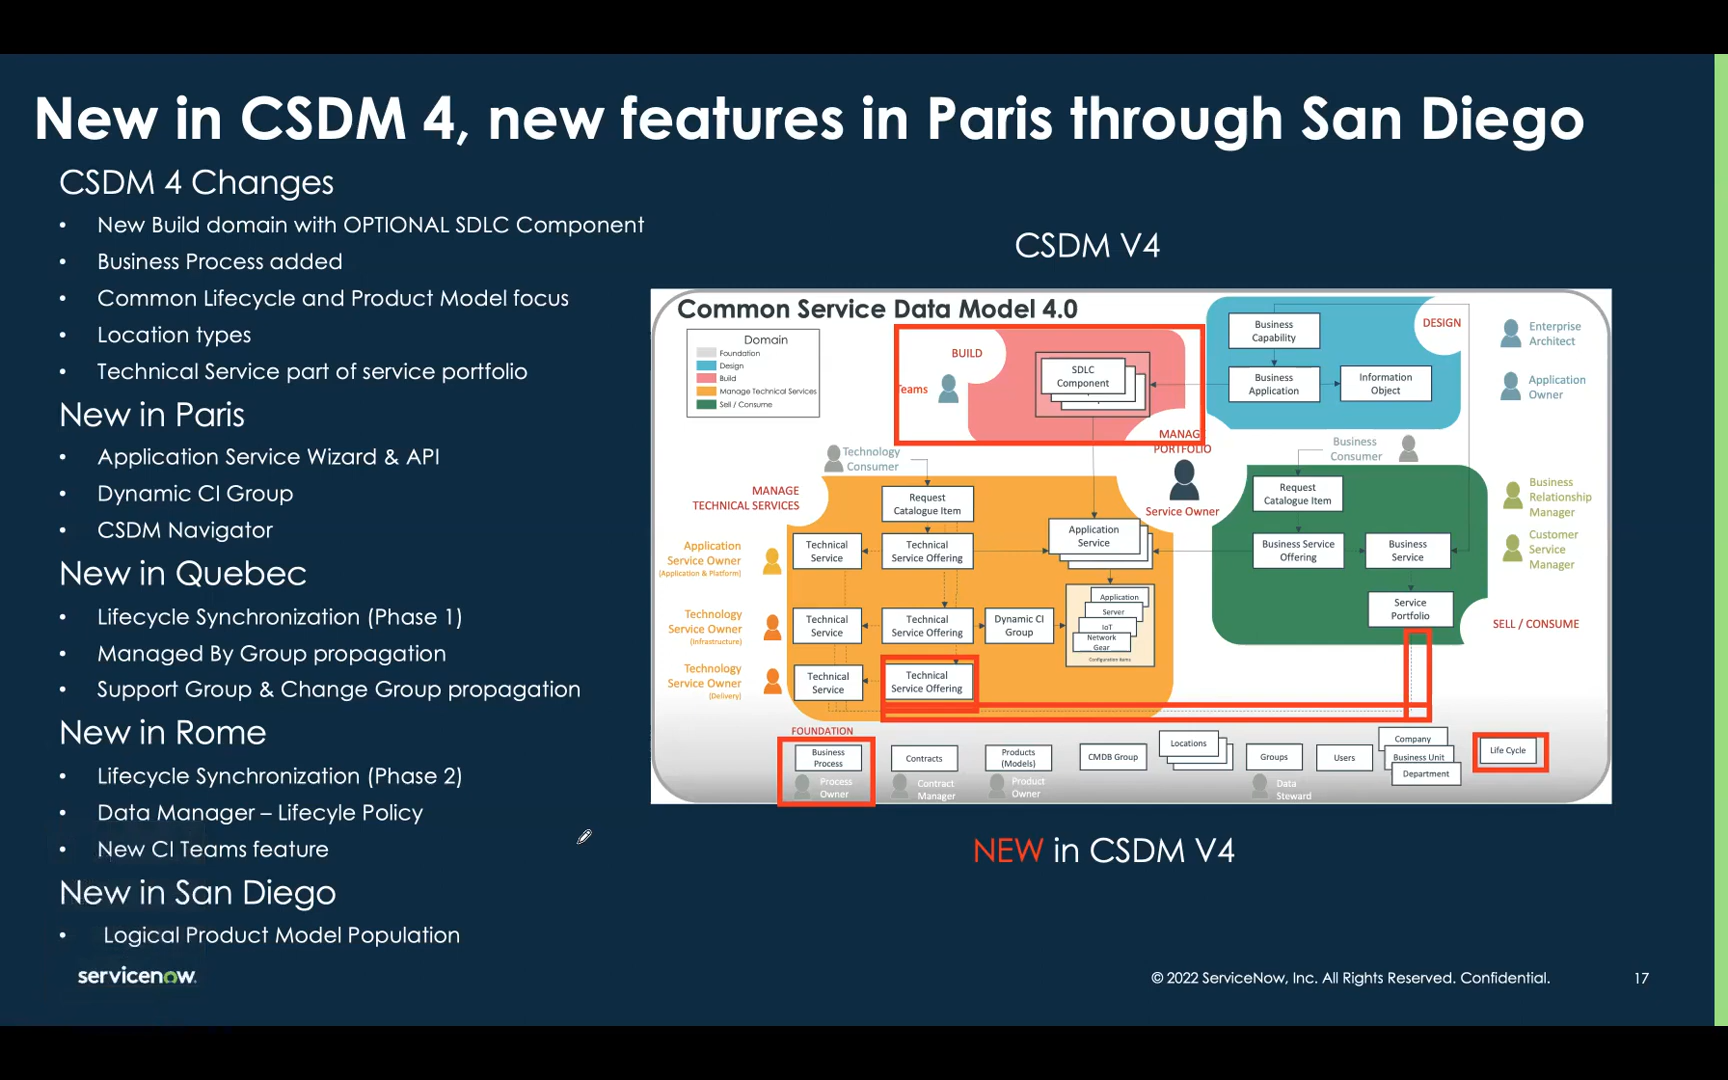 New in CSDM 4, new features in Paris through San Diego
CSDM 4 Changes
• New Build domain with OPTIONAL SDLC Component
• Business Process added
• Common Lifecycle and Product Model focus
• Location types
• Technical Service part of service portfolio
New in Paris
• Application Service Wizard & API
• Dynamic CI Group
• CSDM Navigator
New in Quebec
• Lifecycle Synchronization (Phase 1)
• Managed By Group propagation
• Support Group & Change Group propagation
New in Rome
• Lifecycle Synchronization (Phase 2)
• Data Manager – Lifecyle Policy
• New CI Teams feature
New in San Diego
• Logical Product Model Population
CSDM V4
Common Service Data Model 4.0
Domain
Foundation
Design
Build
Manage Technical Services
Sell / Consume
BUILD
Teams
SDLC
Component
DESIGN
Business
Capability
Business
Application
Information
Object
Enterprise
Architect
Application
Owner
MANAGE
PORTFOLIO
Service Owner
Technology
Consumer
Business
Consumer
MANAGE
TECHNICAL SERVICES
Request
Catalogue Item
Application
Service Owner
[Application & Platform]
Technical
Service
Technical
Service Offering
Application
Service
Technology
Service Owner
(Infrastructure)
Technical
Service
Technical
Service Offering
Dynamic CI
Group
Application
Server
IoT
Network
Gear
Configuration Items
Technology
Service Owner
[Delivery]
Technical
Service
Technical
Service Offering
Request
Catalogue Item
Business Service
Offering
Business
Service
Service
Portfolio
SELL / CONSUME
Business
Relationship
Manager
Customer
Service
Manager
FOUNDATION
Business
Process
Process
Owner
Contracts
Contract
Manager
Products
(Models)
Product
Owner
CMDB Group
Locations
Groups
Data
Steward
Users
Company
Business Unit
Department
Life Cycle
NEW in CSDM V4
servicenow.
© 2022 ServiceNow, Inc. All Rights Reserved. Confidential.
17